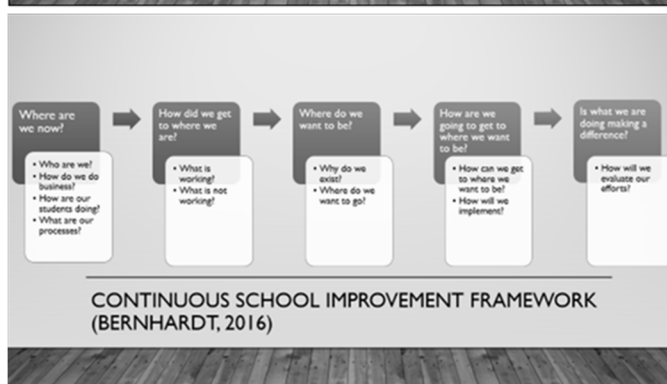 Where are
we now?
• Who are we?
• How do we do
business?
• How are our
students doing?
• What are our
processes?
How did we get
to where we
are?
• What is
working?
• What is not
working?
Where do we
want to be?
• Why do we
exist?
• Where do we
want to go?
How are we
going to get to
where we want
to be?
• How can we get
to where we
want to be?
• How will we
implement?
Is what we are
doing making a
difference?
• How will we
evaluate our
efforts?
CONTINUOUS SCHOOL IMPROVEMENT FRAMEWORK
(BERNHARDT, 2016)